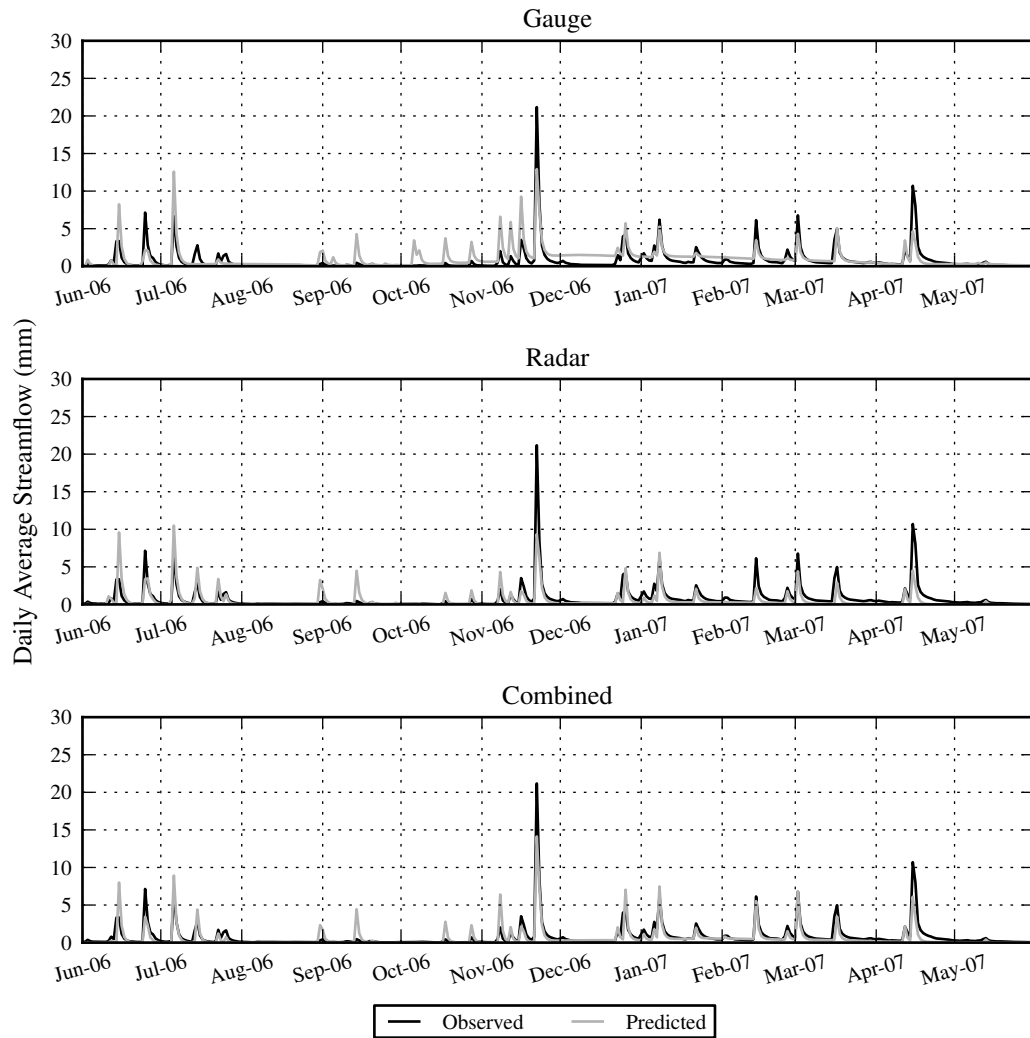 Gauge
30
25
20
15
10
5
0
Jun-06 Jul-06 Aug-06 Sep-06 Oct-06 Nov-06 Dec-06 Jan-07 Feb-07 Mar-07 Apr-07 May-07
Daily Average Streamflow (mm)
Radar
30
25
20
15
10
5
0
Jun-06 Jul-06 Aug-06 Sep-06 Oct-06 Nov-06 Dec-06 Jan-07 Feb-07 Mar-07 Apr-07 May-07
Combined
30
25
20
15
10
5
0
Jun-06 Jul-06 Aug-06 Sep-06 Oct-06 Nov-06 Dec-06 Jan-07 Feb-07 Mar-07 Apr-07 May-07
Observed Predicted